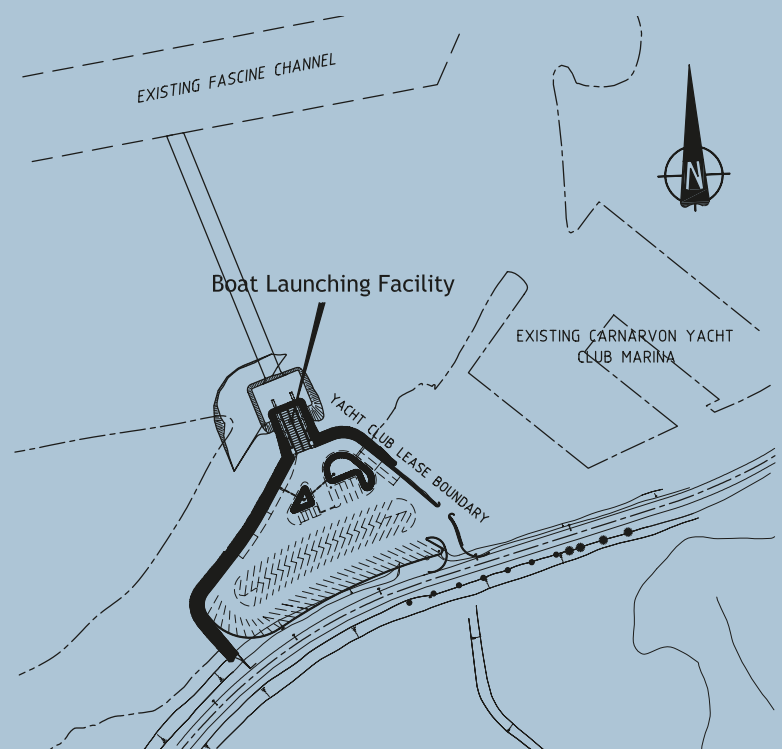 EXISTING FASCINE CHANNEL
N
Boat Launching Facility
EXISTING CARNARVON YACHT
CLUB MARINA
YACHT CLUB LEASE BOUNDARY